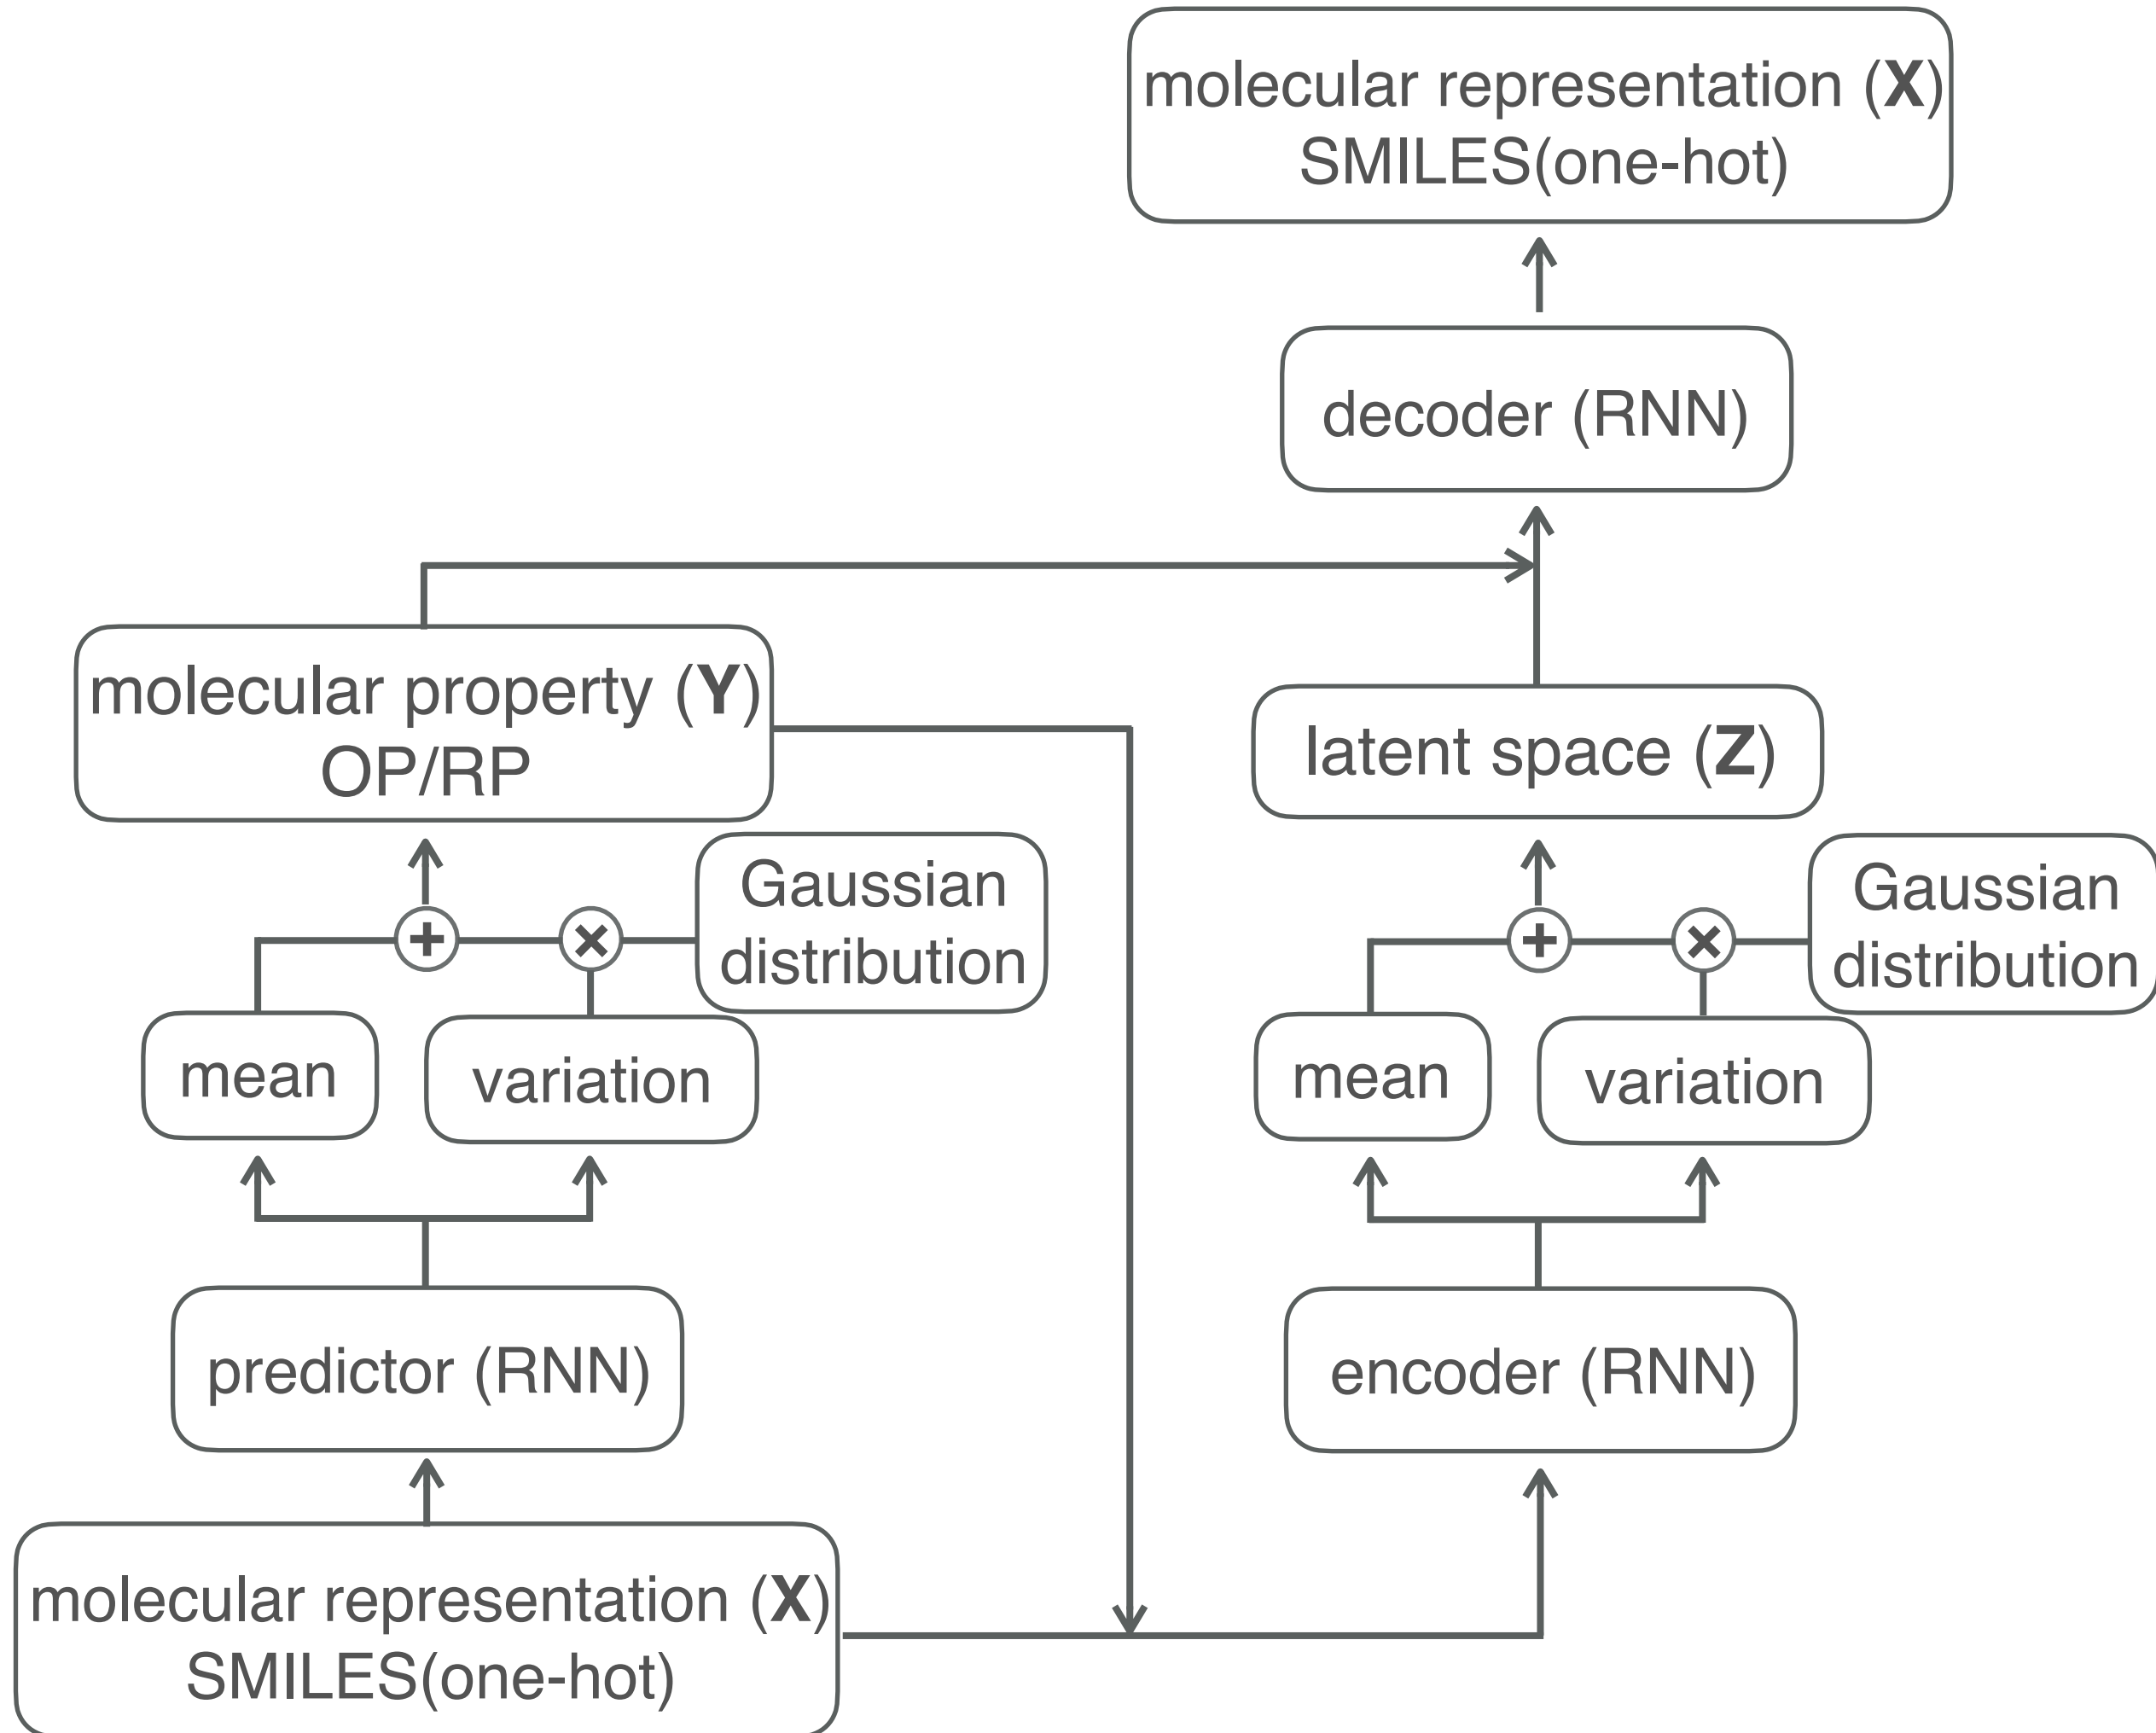 molecular representation (X)
SMILES(one-hot)
decoder (RNN)
molecular property (Y)
OP/RP
latent space (Z)
Gaussian
distribution
Gaussian
distribution
mean
variation
mean
variation
predictor (RNN)
encoder (RNN)
molecular representation (X)
SMILES(one-hot)